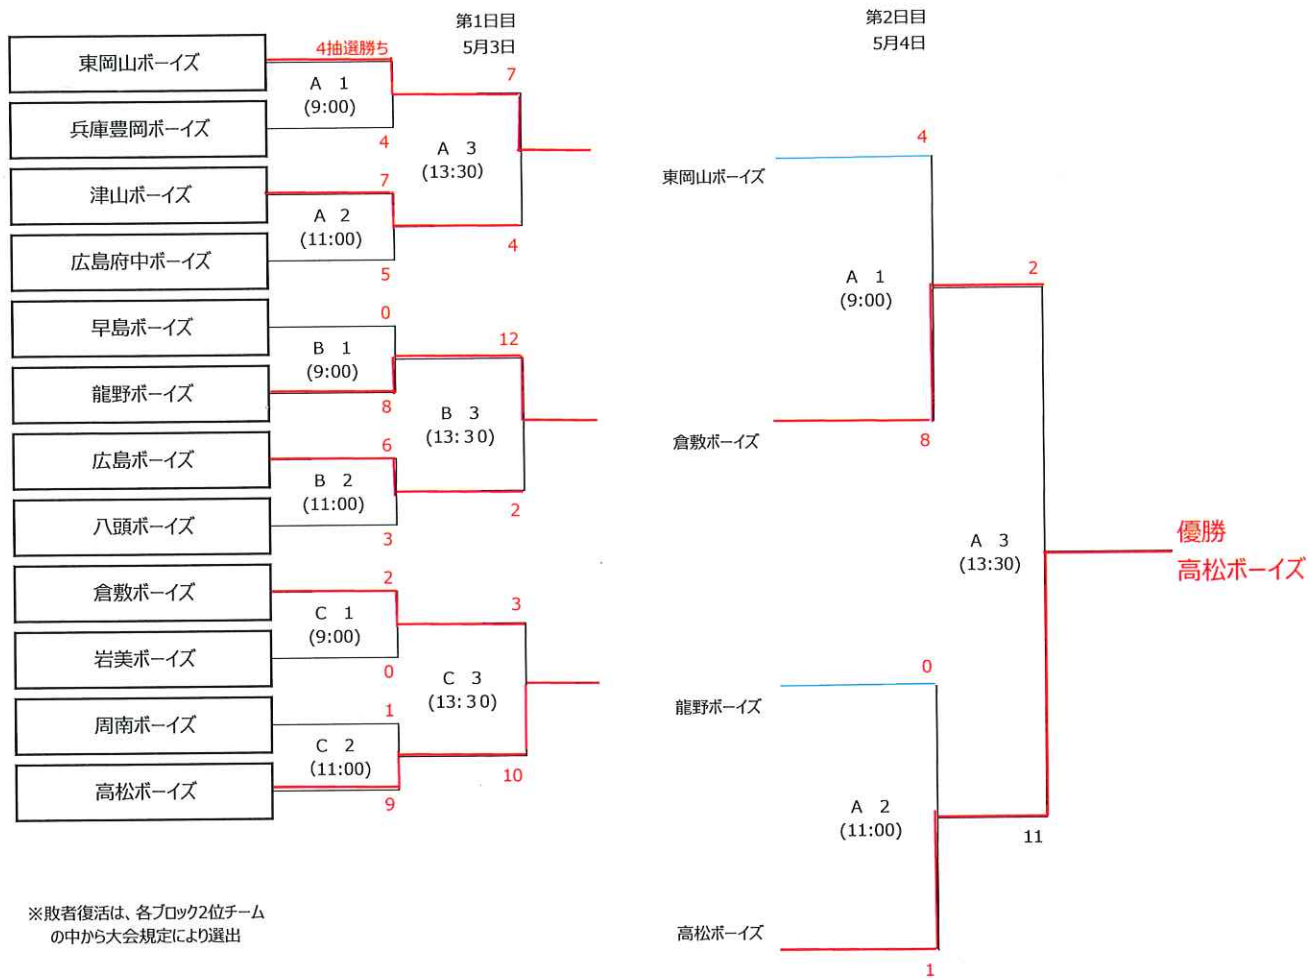 第1日目
5月3日
第2日目
5月4日
東岡山ボーイズ
4抽選勝ち
A 1
(9:00)
兵庫豊岡ボーイズ
4
7
A 3
(13:30)
津山ボーイズ
7
A 2
(11:00)
広島府中ボーイズ
5
4
早島ボーイズ
0
B 1
(9:00)
龍野ボーイズ
8
12
B 3
(13:30)
広島ボーイズ
6
B 2
(11:00)
八頭ボーイズ
3
2
倉敷ボーイズ
2
C 1
(9:00)
岩美ボーイズ
0
3
C 3
(13:30)
周南ボーイズ
1
C 2
(11:00)
高松ボーイズ
9
10
4
東岡山ボーイズ
A 1
(9:00)
倉敷ボーイズ
8
2
A 3
(13:30)
優勝
高松ボーイズ
0
龍野ボーイズ
A 2
(11:00)
11
高松ボーイズ
1
※敗者復活は、各ブロック2位チーム
の中から大会規定により選出